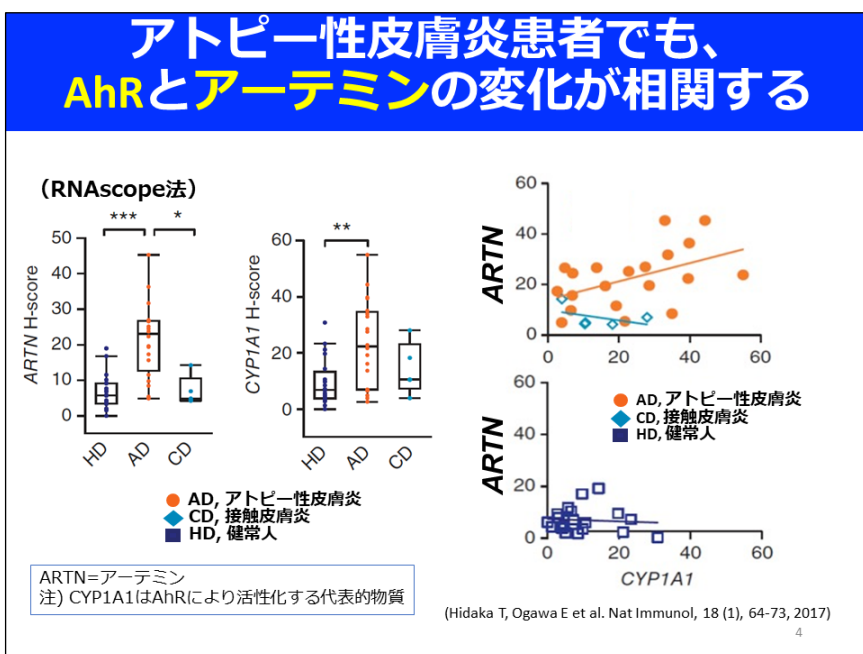 アトピー性皮膚炎患者でも、
AhRとアーテミンの変化が相関する
（RNAscope法）
*** *
50
40
30
20
10
0
ARTN H-score
HD AD CD
**
60
40
20
0
CYP1A1 H-score
HD AD CD
AD, アトピー性皮膚炎
CD, 接触皮膚炎
HD, 健常人
60
40
20
0
ARTN
0 20 40 60
AD, アトピー性皮膚炎
CD, 接触皮膚炎
HD, 健常人
60
40
20
0
ARTN
0 20 40 60
CYP1A1
ARTN=アーテミン
注) CYP1A1はAhRにより活性化する代表的物質
(Hidaka T, Ogawa E et al. Nat Immunol, 18 (1), 64-73, 2017)
4